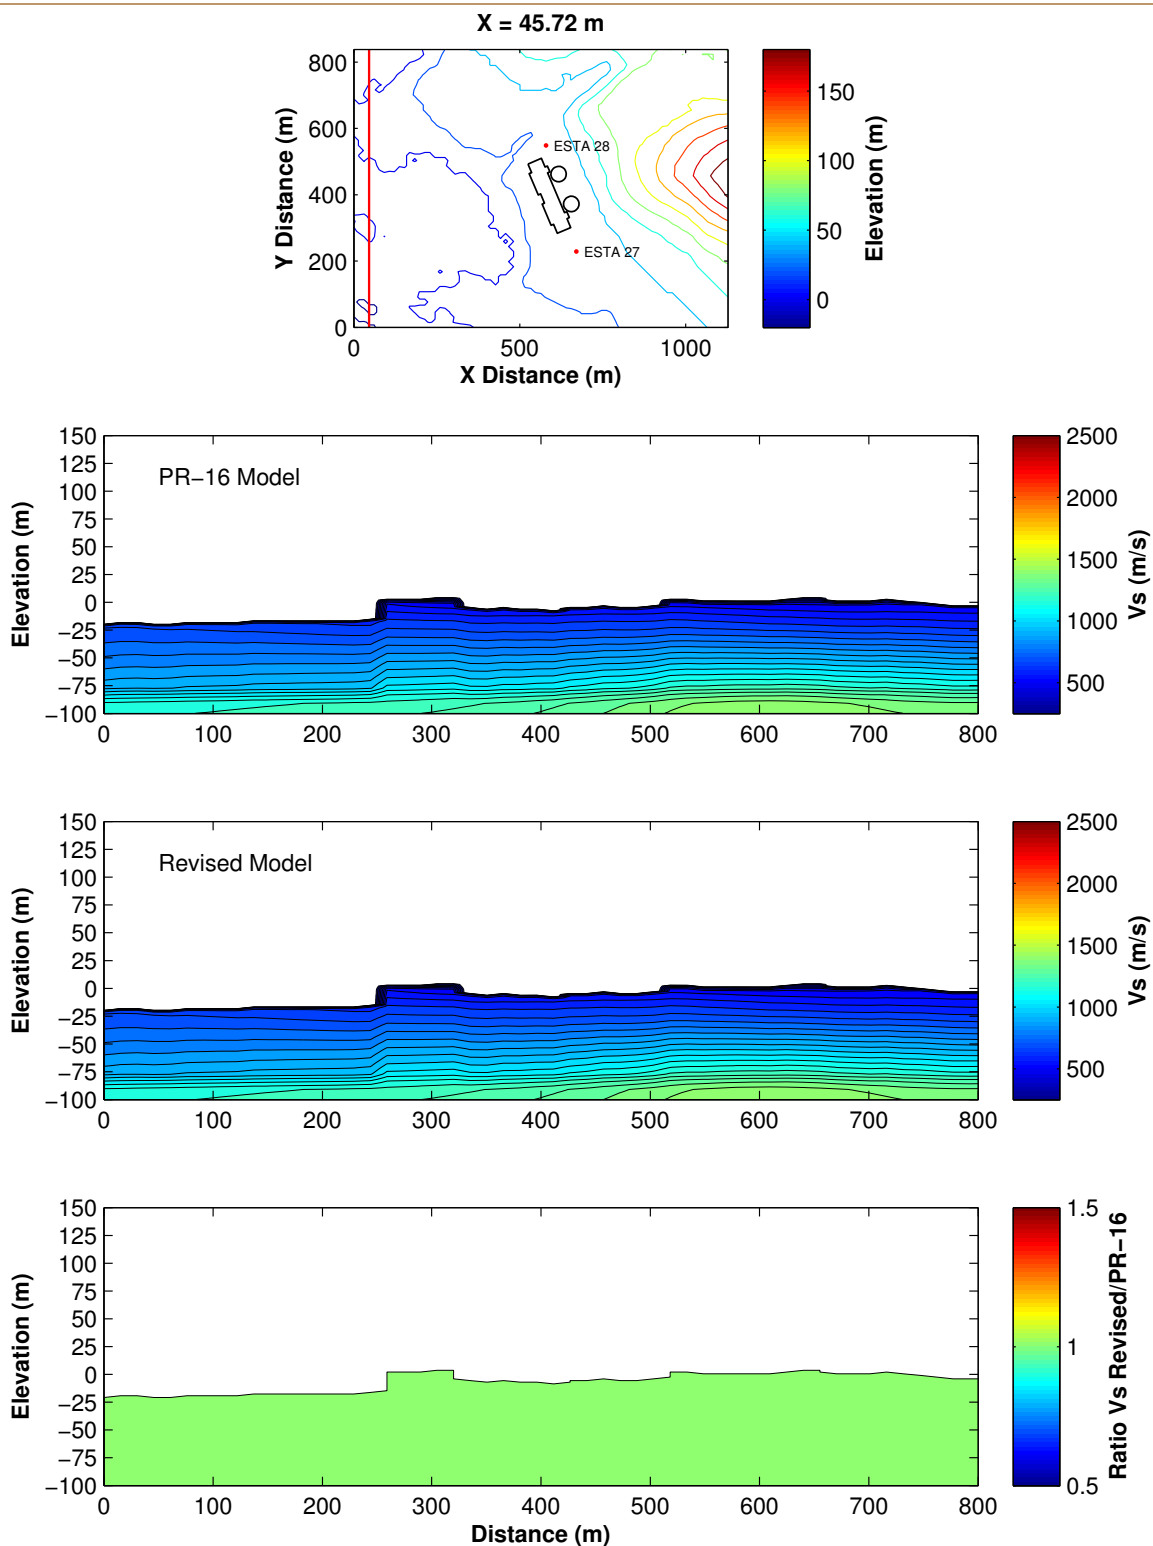 X = 45.72 m
800
600
400
200
0
Y Distance (m)
0 500 1000
X Distance (m)
ESTA 28
ESTA 27
150
100
50
0
Elevation (m)
150
125
100
75
50
25
0
−25
−50
−75
−100
Elevation (m)
PR−16 Model
0 100 200 300 400 500 600 700 800
2500
2000
1500
1000
500
Vs (m/s)
150
125
100
75
50
25
0
−25
−50
−75
−100
Elevation (m)
Revised Model
0 100 200 300 400 500 600 700 800
2500
2000
1500
1000
500
Vs (m/s)
150
125
100
75
50
25
0
−25
−50
−75
−100
Elevation (m)
0 100 200 300 400 500 600 700 800
Distance (m)
1.5
1
0.5
Ratio Vs Revised/PR−16